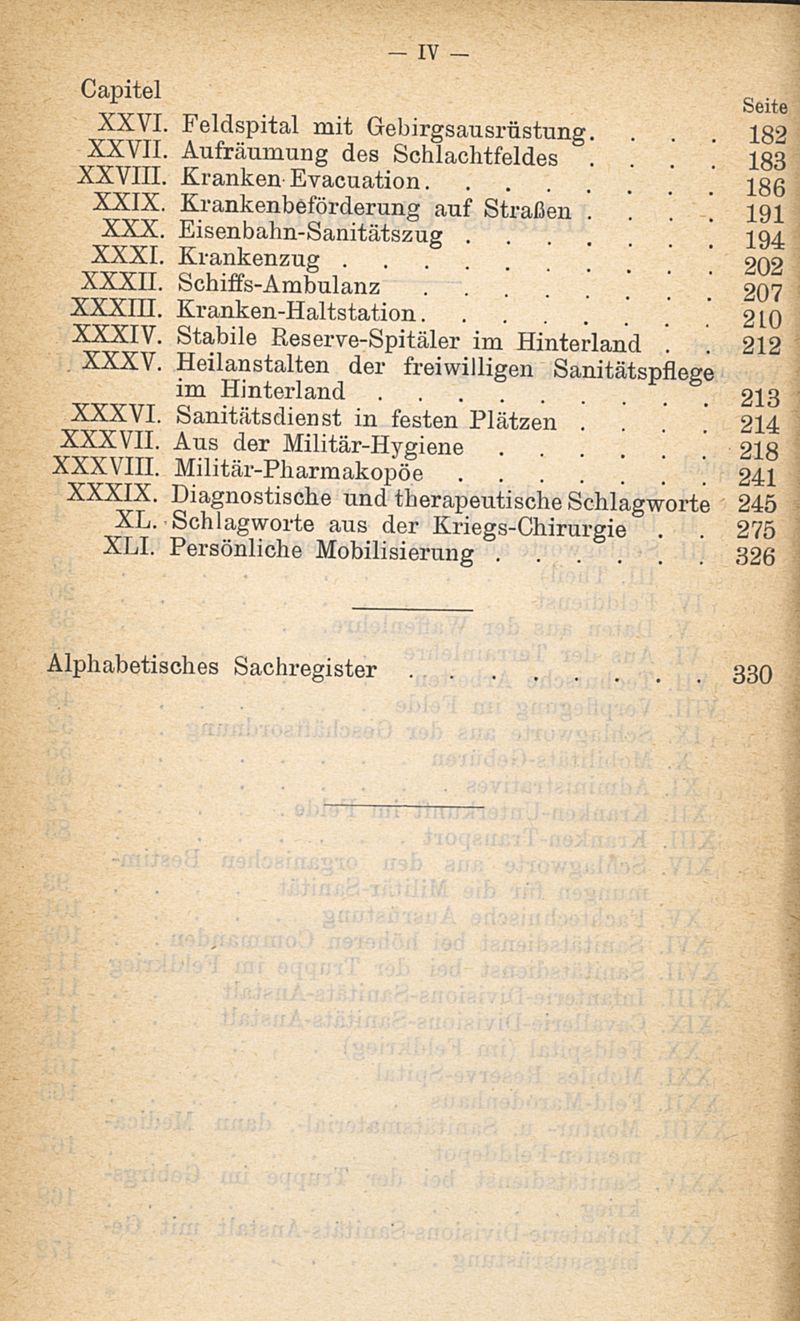 — IV —
Capitel
Seite
XXVI. Feldspital mit Gebirgsausrüstung. . . . 182
XXVII. Aufräumung des Schlachtfeldes . . . . 183
XXVIII. Kranken-Evacuation. . . . . . . . . 186
XXIX. Krankenbeförderung auf Straßen . . . . 191
XXX. Eisenbahn-Sanitätszug . . . . . . . 194
XXXI. Krankenzug . . . . . . . . . . 202
XXXII. Schiffs-Ambulanz . . . . . . . . 207
XXXIII. Kranken-Haltstation. . . . . . . . 210
XXXIV. Stabile Reserve-Spitäler im Hinterland . . 212
XXXV. Heilanstalten der freiwilligen Sanitätspflege
im Hinterland . . . . . . . . . 213
XXXVI. Sanitätsdienst in festen Plätzen . . . . 214
XXXVII. Aus der Militär-Hygiene . . . . . . 218
XXXVIII. Militär-Pharmakopöe . . . . . . . 241
XXXIX. Diagnostische und therapeutische Schlagworte 245
XL. Schlagworte aus der Kriegs-Chirurgie . . 275
XLI. Persönliche Mobilisierung . . . . . . 326
Alphabetisches Sachregister . . . . . . . . 330